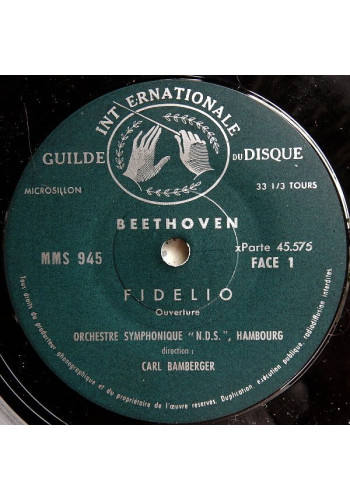 INTERNATIONALE
GUILDE DU DISQUE
MICROSILLON
33 1/3 TOURS
BEETHOVEN
MMS 945
xParte 45.575
FACE 1
FIDELIO
Ouverture
ORCHESTRE SYMPHONIQUE "N.D.S.", HAMBOURG
direction :
CARL BAMBERGER
Tous droits du producteur phonographique et du propriétaire de l'œuvre reservés. Duplication, exécution publique, radiodiffusion interdites.